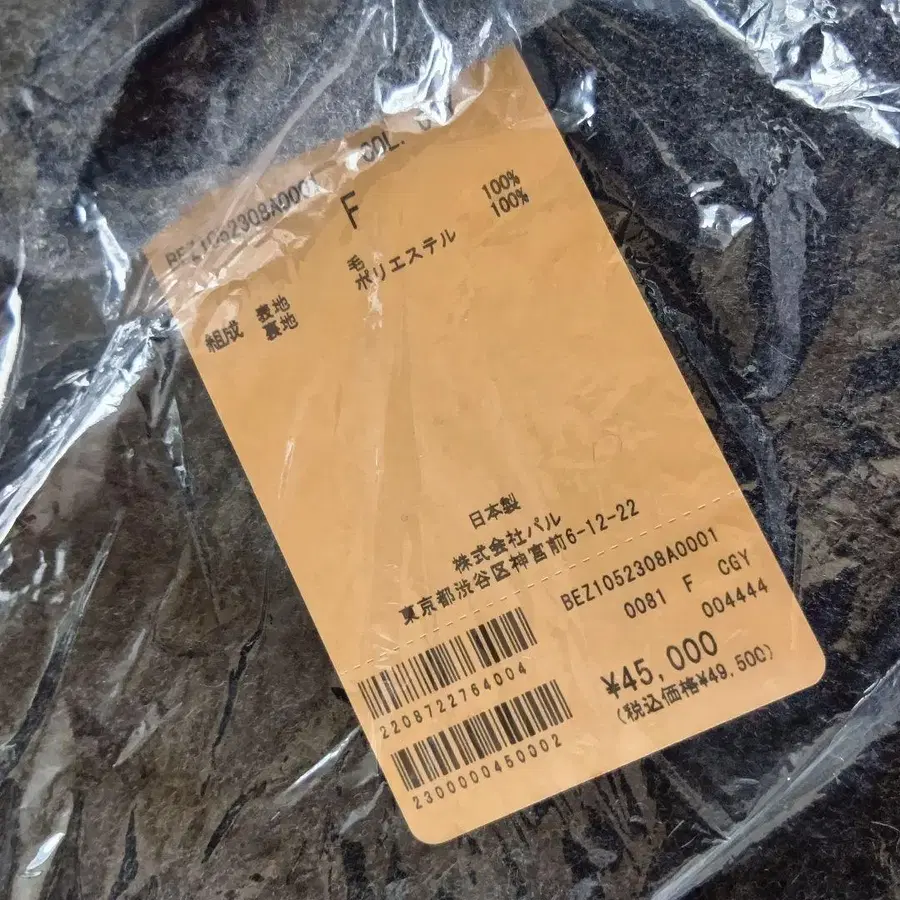 BEZ1052308A0001 COL. CGY
F
組成 表地 毛 100%
裏地 ポリエステル 100%
日本製
株式会社パル
東京都渋谷区神宮前6-12-22
BEZ1052308A0001
0081 F CGY
004444
2208722764004
¥45,000
(税込価格¥49,500)
2300000450002